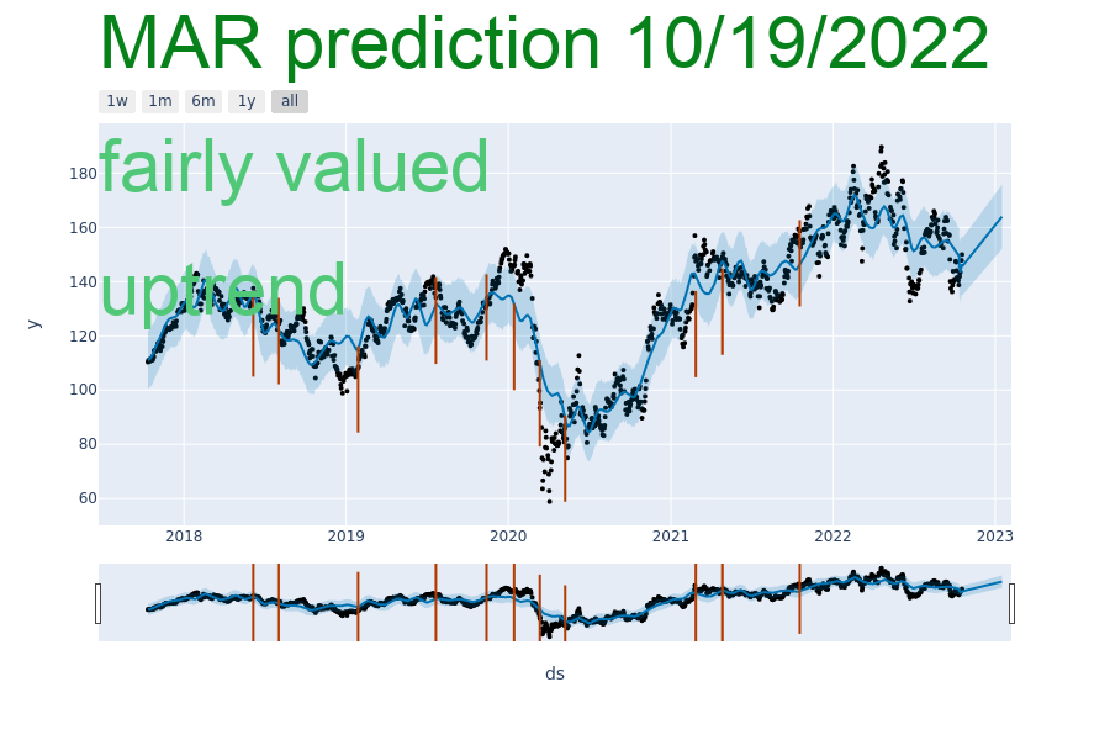 MAR prediction 10/19/2022
1w 1m 6m 1y all
fairly valued
180
160
uptrend
140
120
y
100
80
60
2018 2019 2020 2021 2022 2023
ds